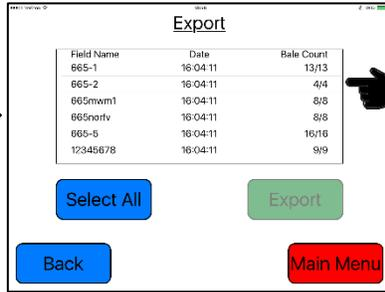 Export
Field Name Date Bale Count
665-1 16:04:11 13/13
665-2 16:04:11 4/4
665mwm1 16:04:11 8/8
665norfv 16:04:11 8/8
665-5 16:04:11 16/16
12345678 16:04:11 9/9
Select All Export
Back Main Menu